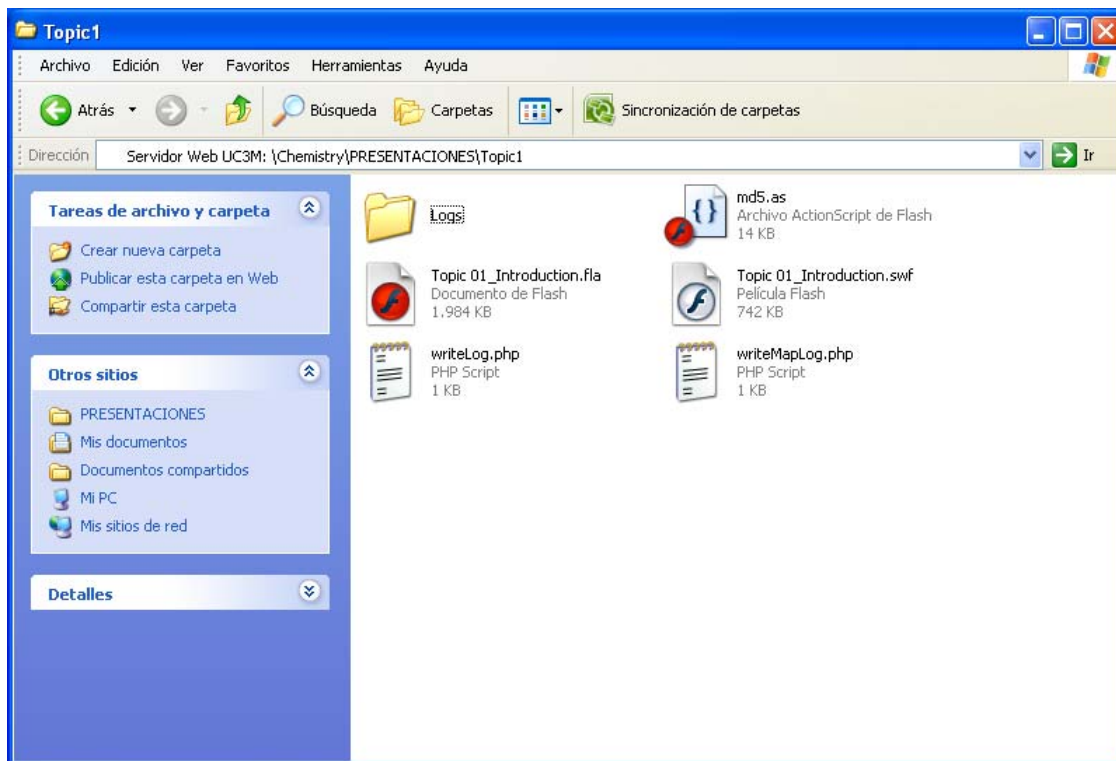 Topic1
Archivo Edición Ver Favoritos Herramientas Ayuda
Atrás Búsqueda Carpetas Sincronización de carpetas
Dirección Servidor Web UC3M: \Chemistry\PRESENTACIONES\Topic1 Ir
Tareas de archivo y carpeta
Crear nueva carpeta
Publicar esta carpeta en Web
Compartir esta carpeta
Otros sitios
PRESENTACIONES
Mis documentos
Documentos compartidos
Mi PC
Mis sitios de red
Detalles
Logs
md5.as
Archivo ActionScript de Flash
14 KB
Topic 01_Introduction.fla
Documento de Flash
1.984 KB
Topic 01_Introduction.swf
Película Flash
742 KB
writeLog.php
PHP Script
1 KB
writeMapLog.php
PHP Script
1 KB